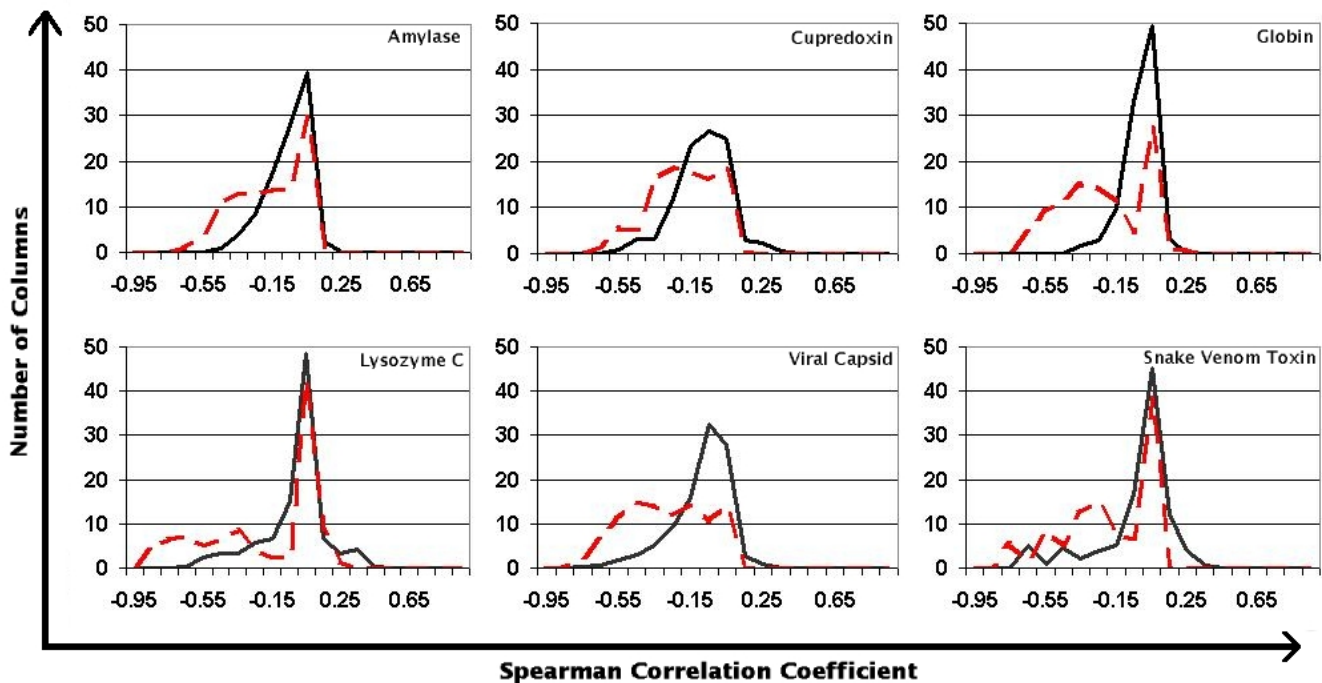 Number of Columns
Amylase
50
40
30
20
10
0
-0.95 -0.55 -0.15 0.25 0.65
Cupredoxin
50
40
30
20
10
0
-0.95 -0.55 -0.15 0.25 0.65
Globin
50
40
30
20
10
0
-0.95 -0.55 -0.15 0.25 0.65
Lysozyme C
50
40
30
20
10
0
-0.95 -0.55 -0.15 0.25 0.65
Viral Capsid
50
40
30
20
10
0
-0.95 -0.55 -0.15 0.25 0.65
Snake Venom Toxin
50
40
30
20
10
0
-0.95 -0.55 -0.15 0.25 0.65
Spearman Correlation Coefficient